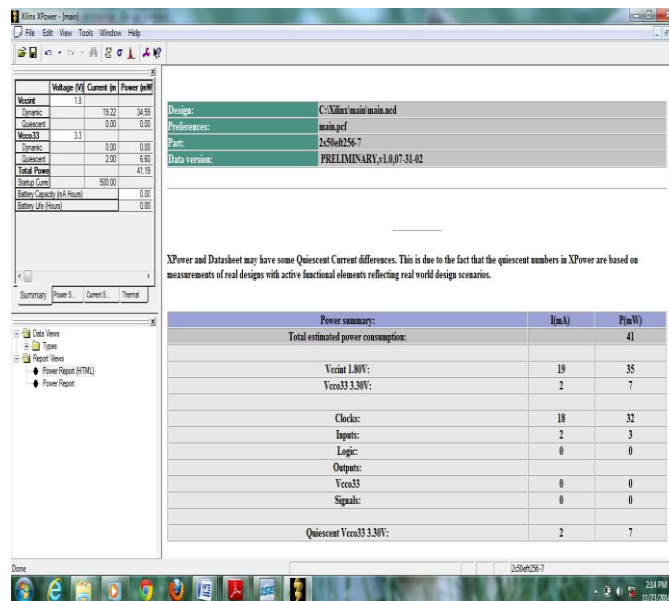 Xilinx XPower - [main]
File Edit View Tools Window Help
Voltage (V) Current (m Power (mW
Vccint 1.8
Dynamic 19.22 34.59
Quiescent 0.00 0.00
Vcco33 3.3
Dynamic 0.00 0.00
Quiescent 2.00 6.60
Total Powe 41.19
Startup Curre 500.00
Battery Capacity (mA Hours) 0.00
Battery Life (Hours) 0.00
Summary Power S... Current S... Thermal
Data Views
Types
Report Views
Power Report (HTML)
Power Report
Design: C:\Xilinx\main\main.ncd
Preferences: main.pcf
Part: 2s50eft256-7
Data version: PRELIMINARY,v1.0,07-31-02
XPower and Datasheet may have some Quiescent Current differences. This is due to the fact that the quiescent numbers in XPower are based on
measurements of real designs with active functional elements reflecting real world design scenarios.
Power summary: I(mA) P(mW)
Total estimated power consumption: 41
Vccint 1.80V: 19 35
Vcco33 3.30V: 2 7
Clocks: 18 32
Inputs: 2 3
Logic: 0 0
Outputs:
Vcco33 0 0
Signals: 0 0
Quiescent Vcco33 3.30V: 2 7
Done
2s50eft256-7
ISE
2:14 PM